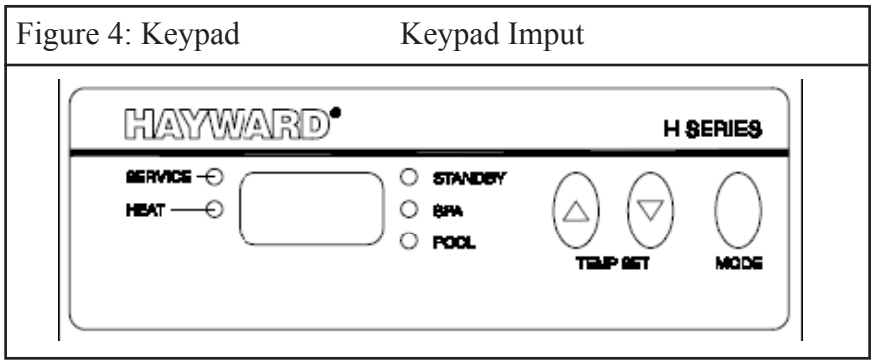 Figure 4: Keypad Keypad Imput
HAYWARD
H SERIES
SERVICE
HEAT
STANDBY
SPA
POOL
TEMP SET
MODE